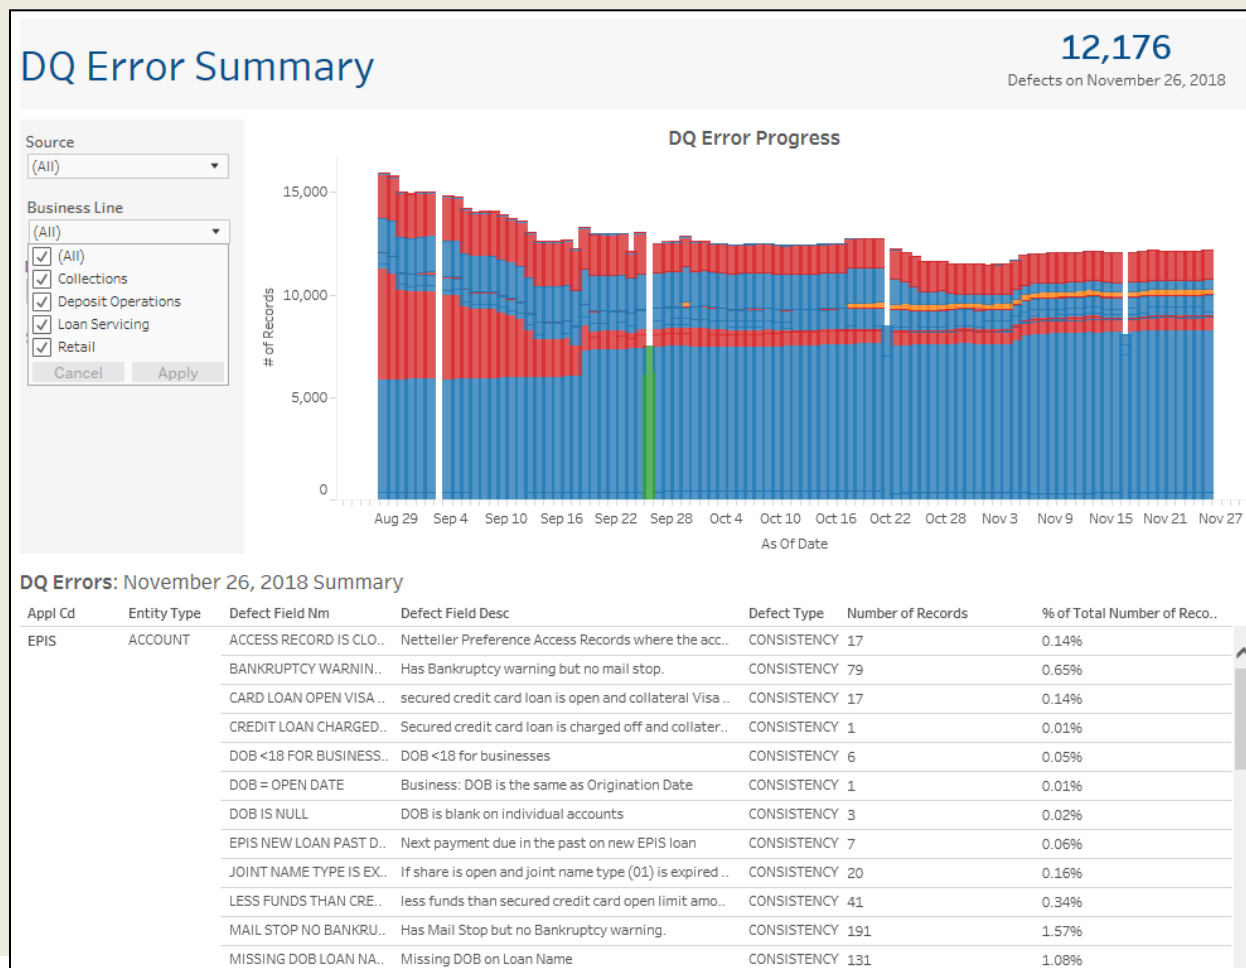 DQ Error Summary
12,176
Defects on November 26, 2018
Source
(All)
Business Line
(All)
(All)
Collections
Deposit Operations
Loan Servicing
Retail
Cancel Apply
DQ Error Progress
# of Records
15,000
10,000
5,000
0
Aug 29 Sep 4 Sep 10 Sep 16 Sep 22 Sep 28 Oct 4 Oct 10 Oct 16 Oct 22 Oct 28 Nov 3 Nov 9 Nov 15 Nov 21 Nov 27
As Of Date
DQ Errors: November 26, 2018 Summary
Appl Cd Entity Type Defect Field Nm Defect Field Desc Defect Type Number of Records % of Total Number of Reco..
EPIS ACCOUNT ACCESS RECORD IS CLO.. Netteller Preference Access Records where the acc.. CONSISTENCY 17 0.14%
BANKRUPTCY WARNIN.. Has Bankruptcy warning but no mail stop. CONSISTENCY 79 0.65%
CARD LOAN OPEN VISA .. secured credit card loan is open and collateral Visa .. CONSISTENCY 17 0.14%
CREDIT LOAN CHARGED.. Secured credit card loan is charged off and collater.. CONSISTENCY 1 0.01%
DOB <18 FOR BUSINESS.. DOB <18 for businesses CONSISTENCY 6 0.05%
DOB = OPEN DATE Business: DOB is the same as Origination Date CONSISTENCY 1 0.01%
DOB IS NULL DOB is blank on individual accounts CONSISTENCY 3 0.02%
EPIS NEW LOAN PAST D.. Next payment due in the past on new EPIS loan CONSISTENCY 7 0.06%
JOINT NAME TYPE IS EX.. If share is open and joint name type (01) is expired .. CONSISTENCY 20 0.16%
LESS FUNDS THAN CRE.. less funds than secured credit card open limit amo.. CONSISTENCY 41 0.34%
MAIL STOP NO BANKRU.. Has Mail Stop but no Bankruptcy warning. CONSISTENCY 191 1.57%
MISSING DOB LOAN NA.. Missing DOB on Loan Name CONSISTENCY 131 1.08%